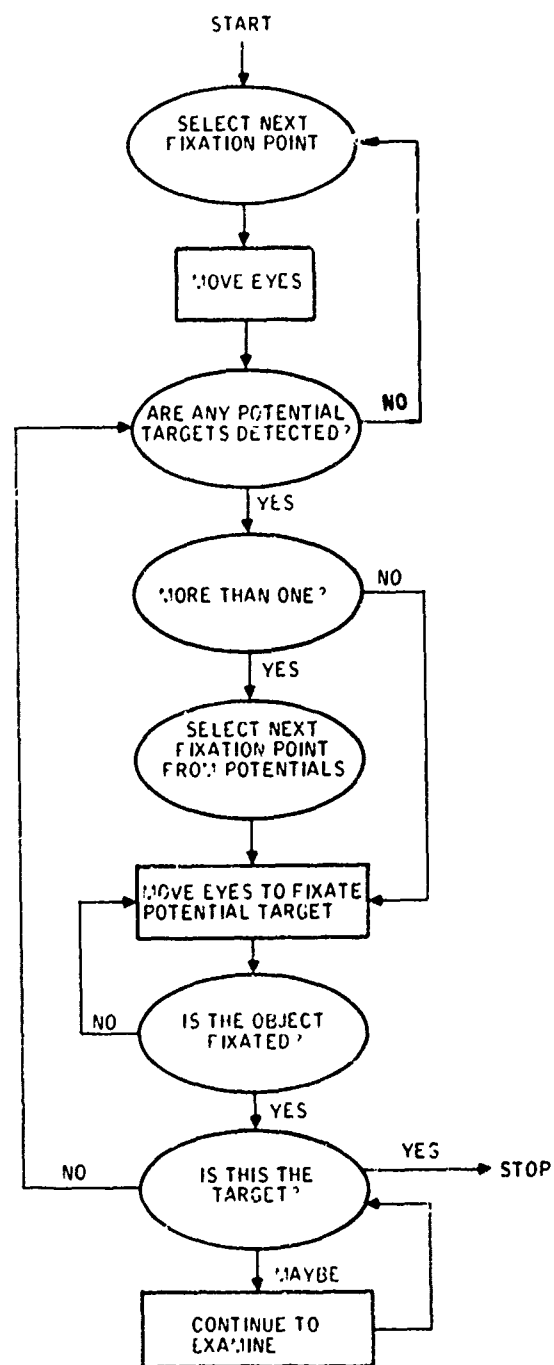 START
SELECT NEXT
FIXATION POINT
MOVE EYES
ARE ANY POTENTIAL
TARGETS DETECTED?
NO
YES
MORE THAN ONE?
NO
YES
SELECT NEXT
FIXATION POINT
FROM POTENTIALS
MOVE EYES TO FIXATE
POTENTIAL TARGET
IS THE OBJECT
FIXATED?
NO
YES
IS THIS THE
TARGET?
NO
YES
STOP
MAYBE
CONTINUE TO
EXAMINE